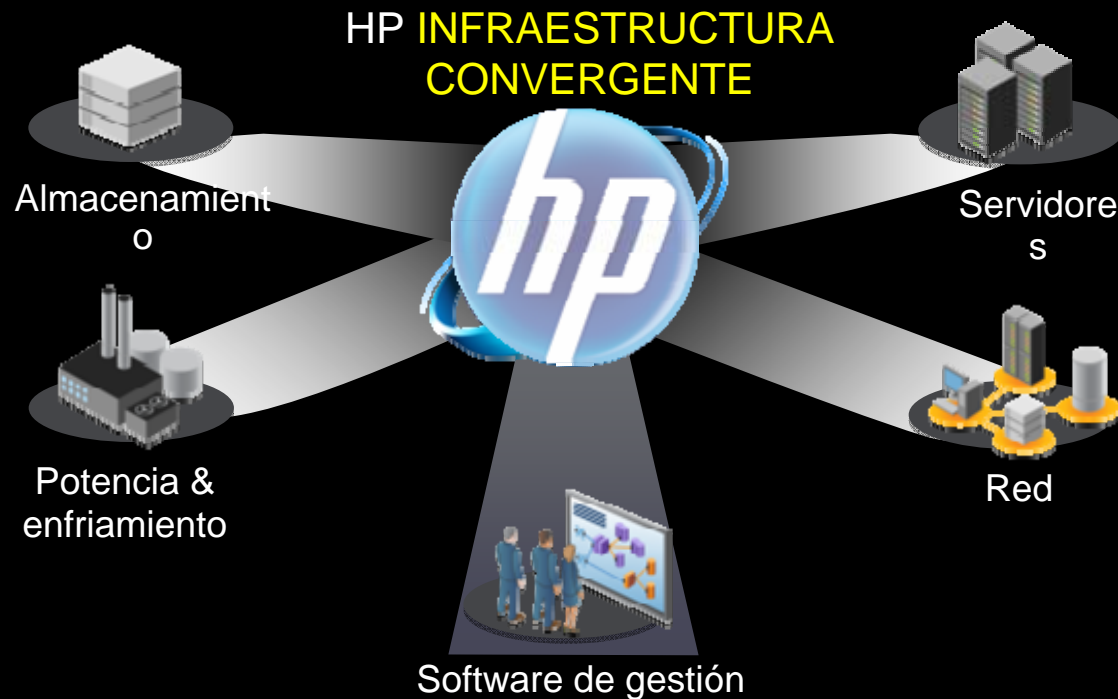 HP INFRAESTRUCTURA
CONVERGENTE
hp
Almacenamient
o
Servidore
s
Potencia &
enfriamiento
Red
Software de gestión